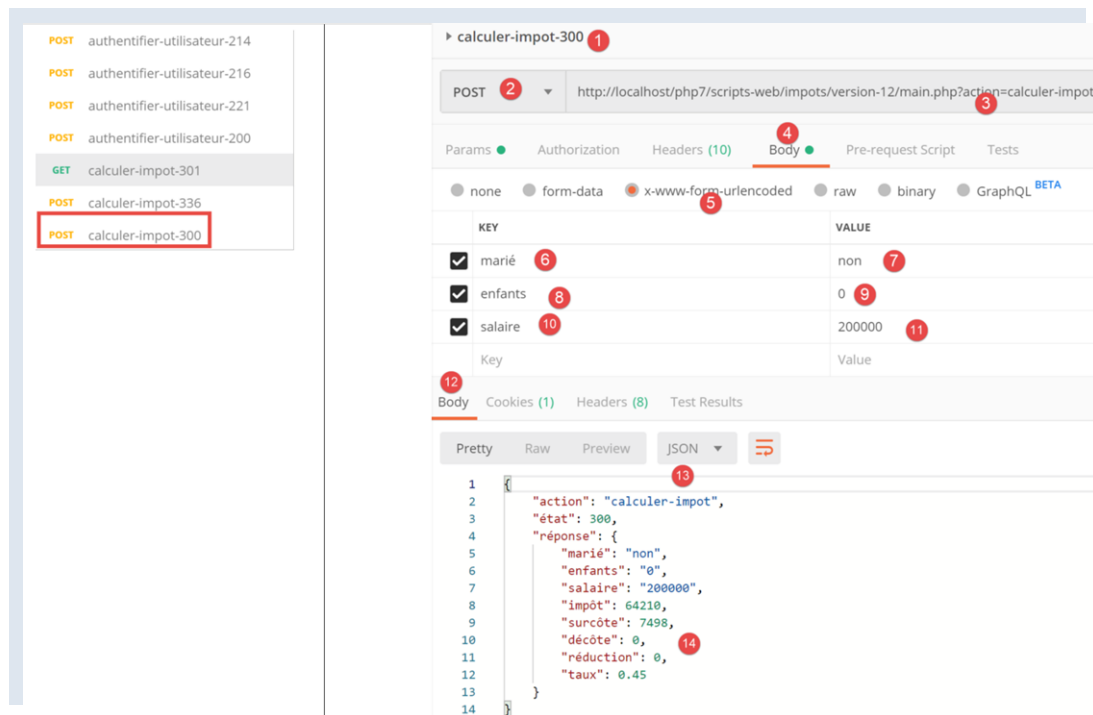 POST authentifier-utilisateur-214
POST authentifier-utilisateur-216
POST authentifier-utilisateur-221
POST authentifier-utilisateur-200
GET calculer-impot-301
POST calculer-impot-336
POST calculer-impot-300
calculer-impot-300 1
POST 2 http://localhost/php7/scripts-web/impots/version-12/main.php?action=calculer-impot
3
4
Params Authorization Headers (10) Body Pre-request Script Tests
none form-data x-www-form-urlencoded raw binary GraphQL BETA
5
KEY VALUE
marié 6 non 7
enfants 8 0 9
salaire 10 200000 11
Key Value
12
Body Cookies (1) Headers (8) Test Results
Pretty Raw Preview JSON
13
1 {
2 "action": "calculer-impot",
3 "état": 300,
4 "réponse": {
5 "marié": "non",
6 "enfants": "0",
7 "salaire": "200000",
8 "impôt": 64210,
9 "surcôte": 7498,
10 "décôte": 0, 14
11 "réduction": 0,
12 "taux": 0.45
13 }
14 }